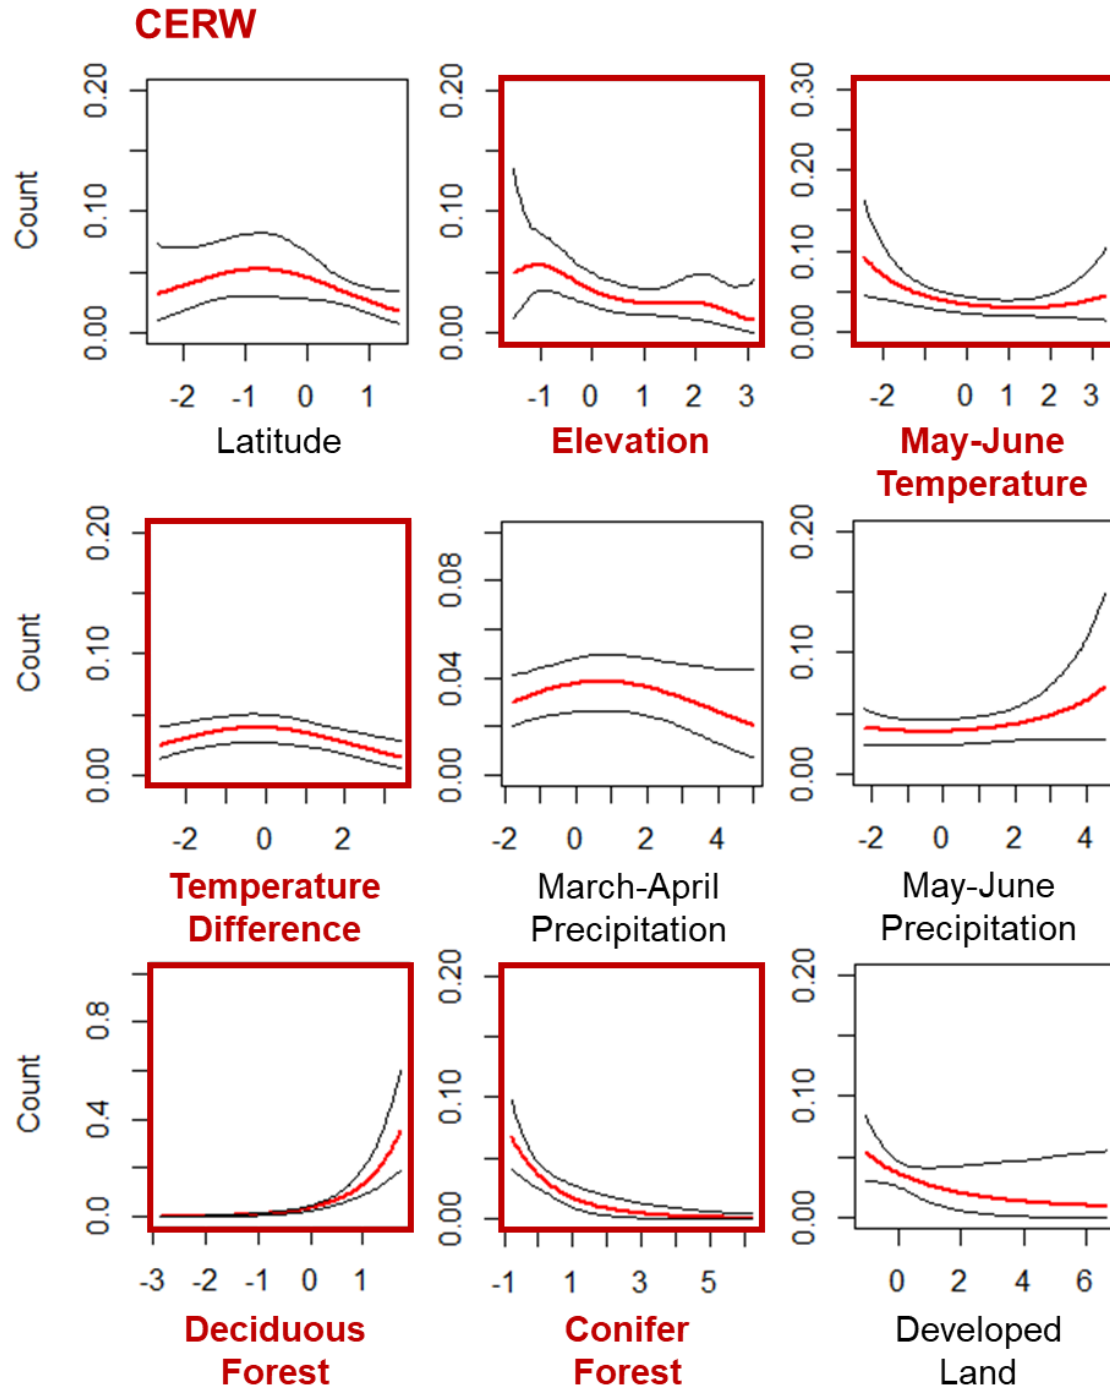 CERW
Count
0.00 0.10 0.20
-2 -1 0 1
Latitude
0.00 0.10 0.20
-1 0 1 2 3
Elevation
0.00 0.10 0.20 0.30
-2 0 1 2 3
May-June
Temperature
Count
0.00 0.10 0.20
-2 0 2
Temperature
Difference
0.00 0.04 0.08
-2 0 2 4
March-April
Precipitation
0.00 0.10 0.20
-2 0 2 4
May-June
Precipitation
Count
0.0 0.4 0.8
-3 -2 -1 0 1
Deciduous
Forest
0.00 0.10 0.20
-1 1 3 5
Conifer
Forest
0.00 0.10 0.20
0 2 4 6
Developed
Land